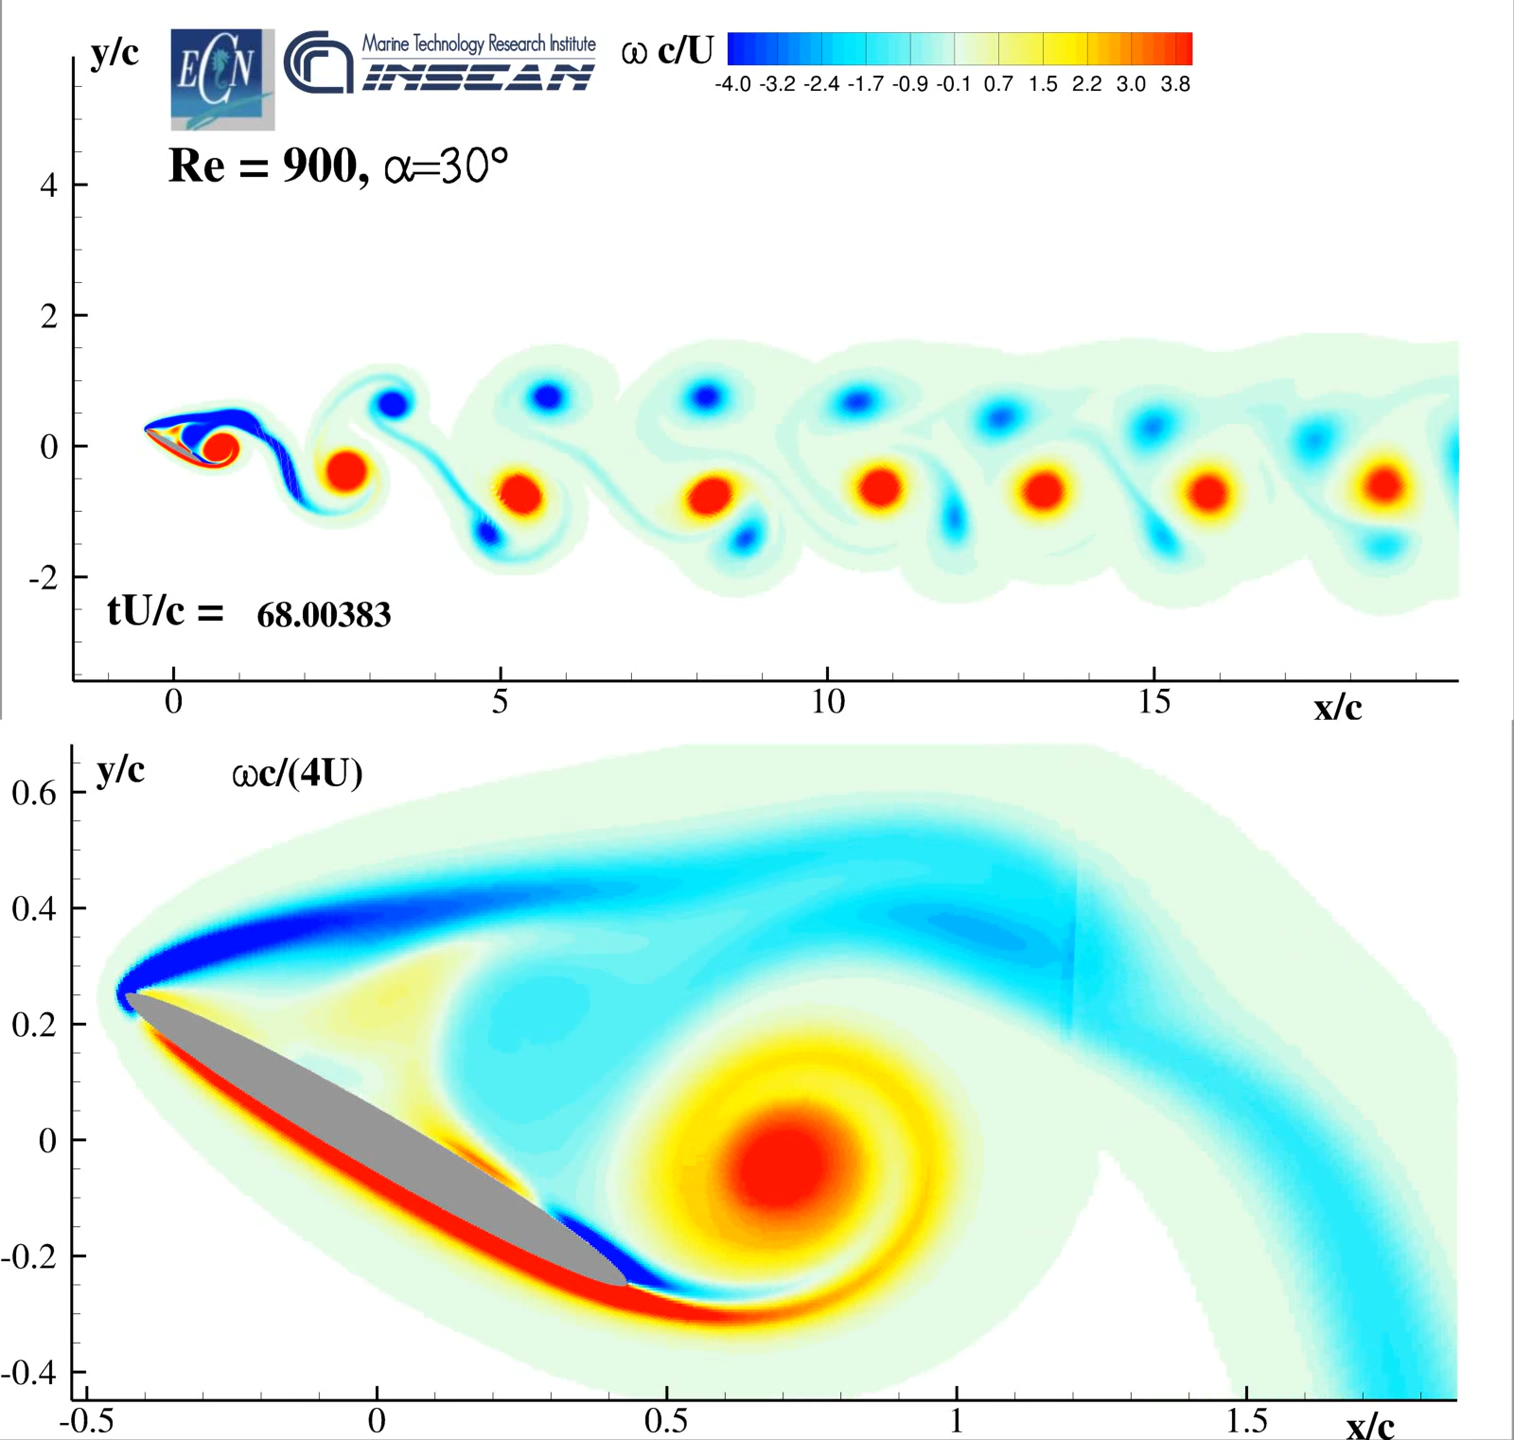 y/c
ECN
Marine Technology Research Institute
INSEAN
ω c/U
-4.0 -3.2 -2.4 -1.7 -0.9 -0.1 0.7 1.5 2.2 3.0 3.8
Re = 900, α=30°
4
2
0
-2
tU/c = 68.00383
0 5 10 15 x/c
y/c
ωc/(4U)
0.6
0.4
0.2
0
-0.2
-0.4
-0.5 0 0.5 1 1.5 x/c